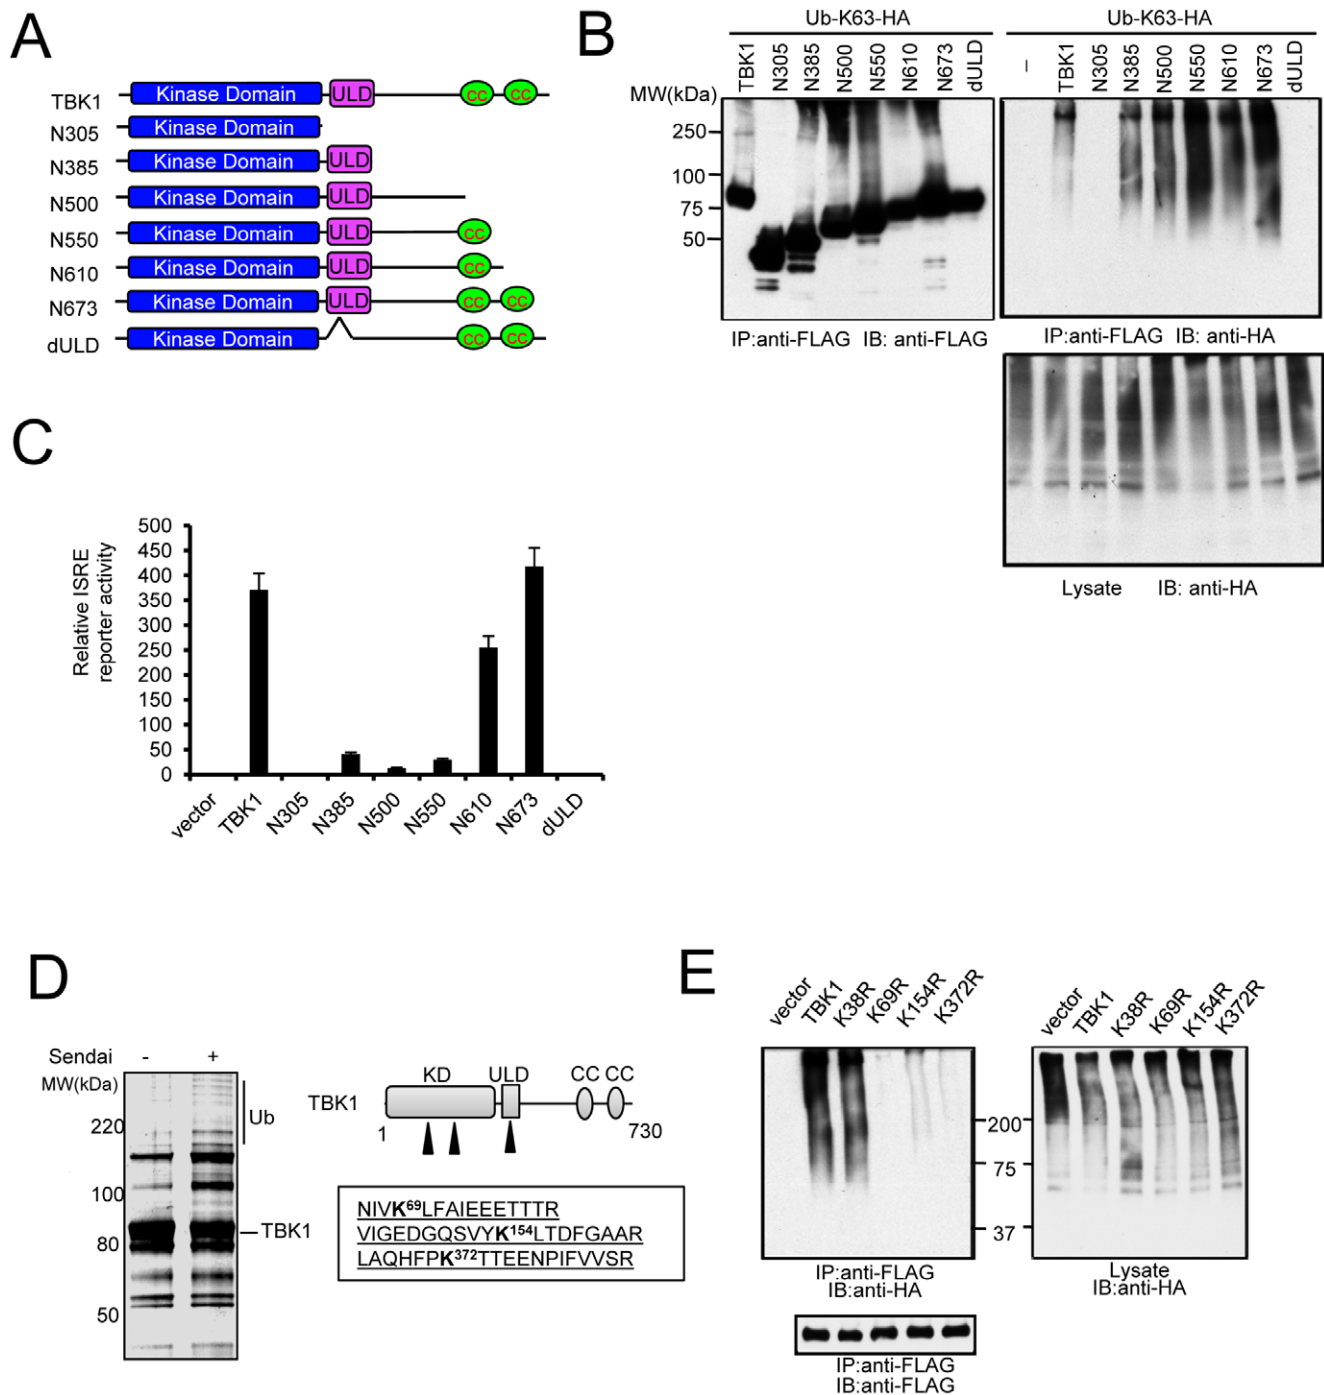 A
TBK1 Kinase Domain ULD CC CC
N305 Kinase Domain
N385 Kinase Domain ULD
N500 Kinase Domain ULD
N550 Kinase Domain ULD CC
N610 Kinase Domain ULD CC
N673 Kinase Domain ULD CC CC
dULD Kinase Domain CC CC
B
Ub-K63-HA
TBK1 N305 N385 N500 N550 N610 N673 dULD
MW(kDa)
250
100
75
50
IP:anti-FLAG IB: anti-FLAG
Ub-K63-HA
– TBK1 N305 N385 N500 N550 N610 N673 dULD
IP:anti-FLAG IB: anti-HA
Lysate IB: anti-HA
C
Relative ISRE
reporter activity
500
450
400
350
300
250
200
150
100
50
0
vector TBK1 N305 N385 N500 N550 N610 N673 dULD
D
Sendai - +
MW(kDa)
220
100
80
50
Ub
TBK1
KD ULD CC CC
TBK1
1 730
NIVK⁶⁹LFAIEEETTTR
VIGEDGQSVYK¹⁵⁴LTDFGAAR
LAQHFPK³⁷²TTEENPIFVVSR
E
vector TBK1 K38R K69R K154R K372R
IP:anti-FLAG
IB:anti-HA
IP:anti-FLAG
IB:anti-FLAG
vector TBK1 K38R K69R K154R K372R
200
75
37
Lysate
IB:anti-HA